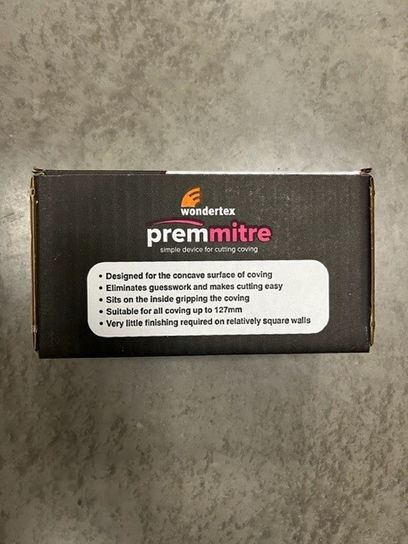 wondertex
premmitre
simple device for cutting coving
• Designed for the concave surface of coving
• Eliminates guesswork and makes cutting easy
• Sits on the inside gripping the coving
• Suitable for all coving up to 127mm
• Very little finishing required on relatively square walls